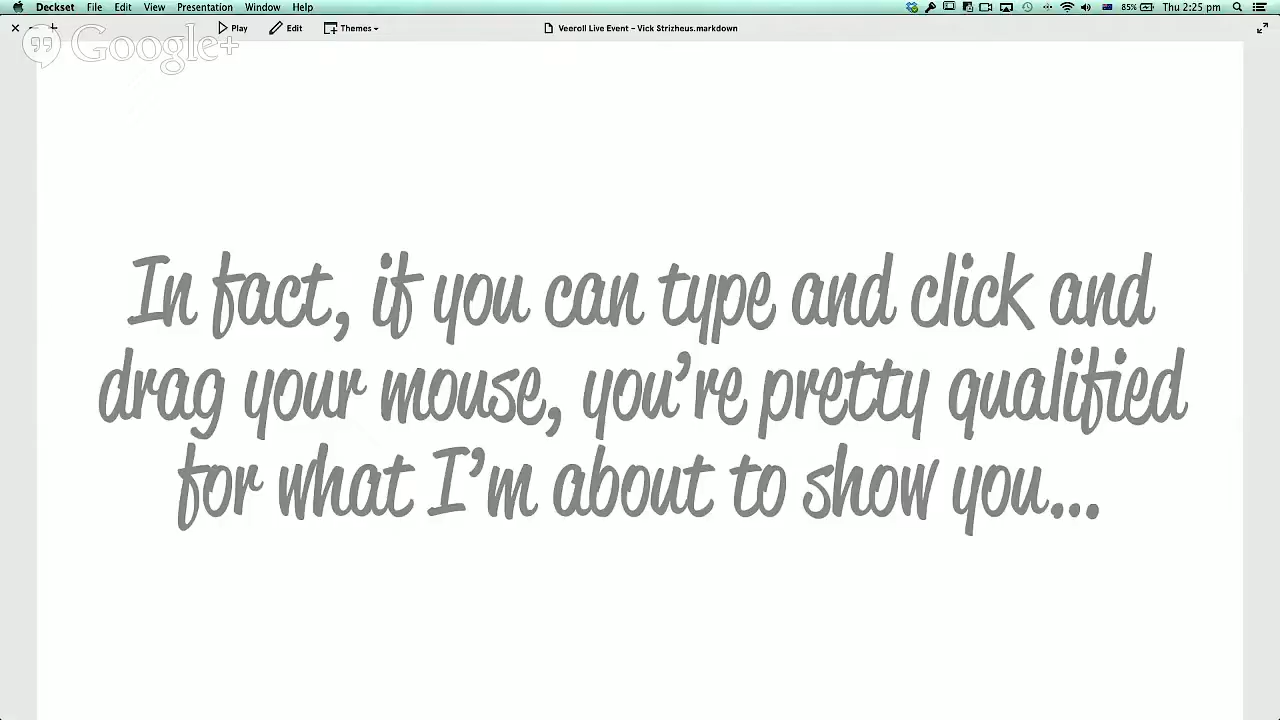 Deckset File Edit View Presentation Window Help 85% Thu 2:25 pm
Play Edit Themes Veeroll Live Event – Vick Strizheus.markdown
Google+
In fact, if you can type and click and
drag your mouse, you're pretty qualified
for what I'm about to show you...